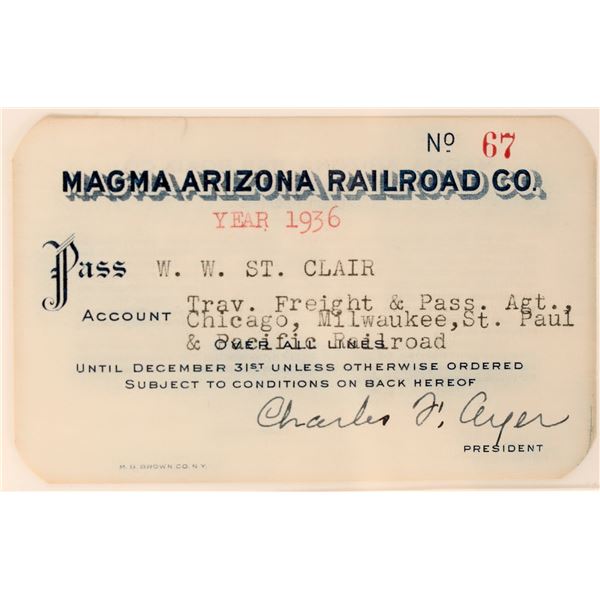 No 67
MAGMA ARIZONA RAILROAD CO.
YEAR 1936
Pass W. W. ST. CLAIR
ACCOUNT Trav. Freight & Pass. Agt.,
Chicago, Milwaukee, St. Paul
& Pacific Railroad
OVER ALL LINES
UNTIL DECEMBER 31ST UNLESS OTHERWISE ORDERED
SUBJECT TO CONDITIONS ON BACK HEREOF
Charles F. Ayer
PRESIDENT
M. B. BROWN CO. N.Y.